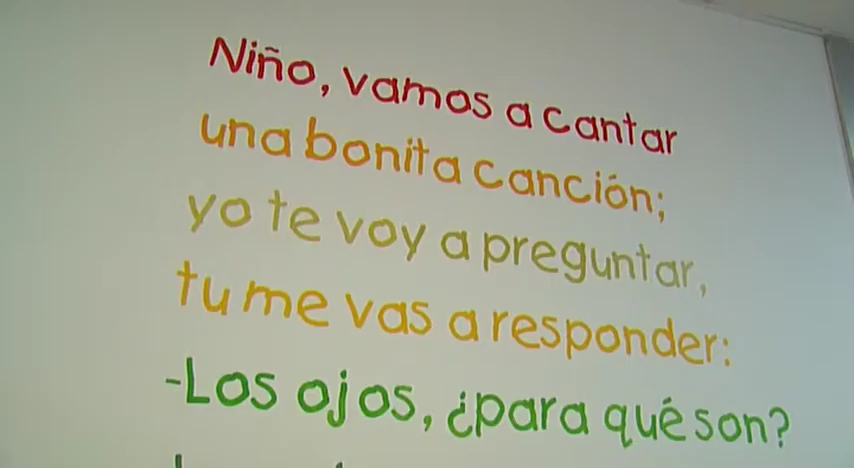 Niño, vamos a cantar
una bonita canción;
yo te voy a preguntar,
tu me vas a responder:
-Los ojos, ¿para qué son?